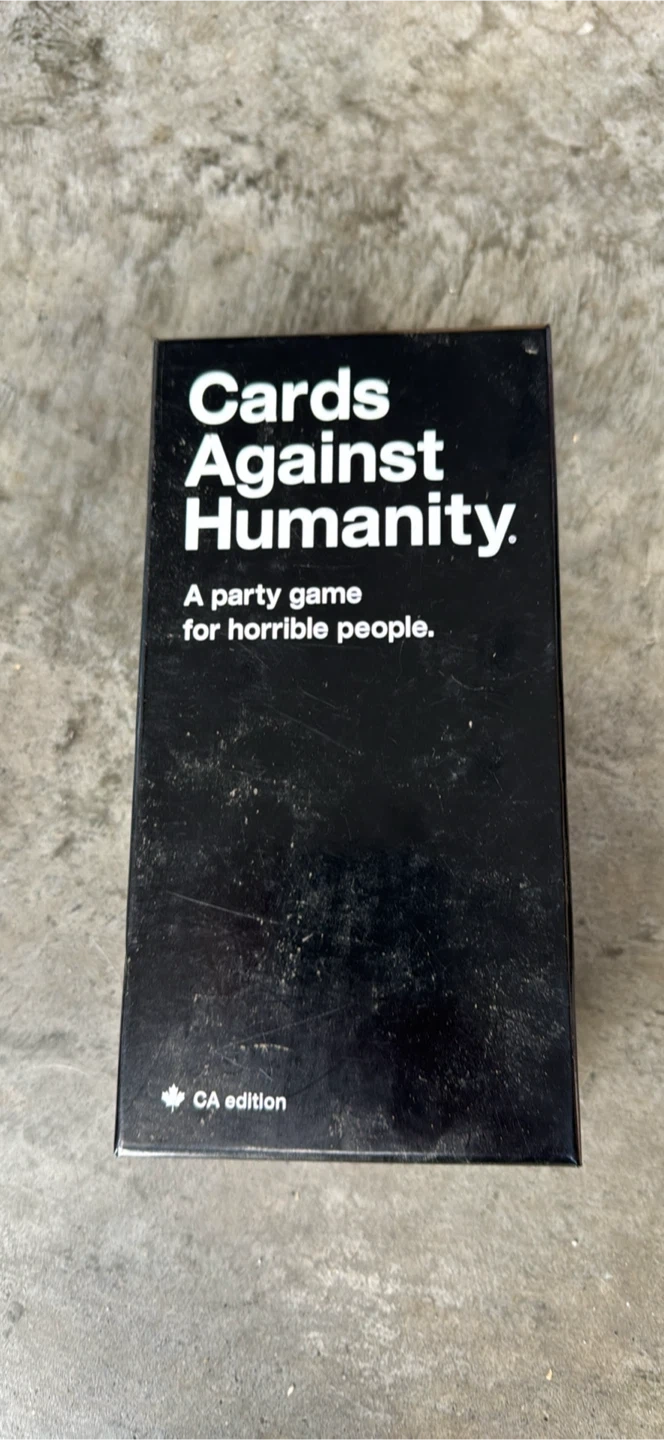 Cards
Against
Humanity.
A party game
for horrible people.
CA edition